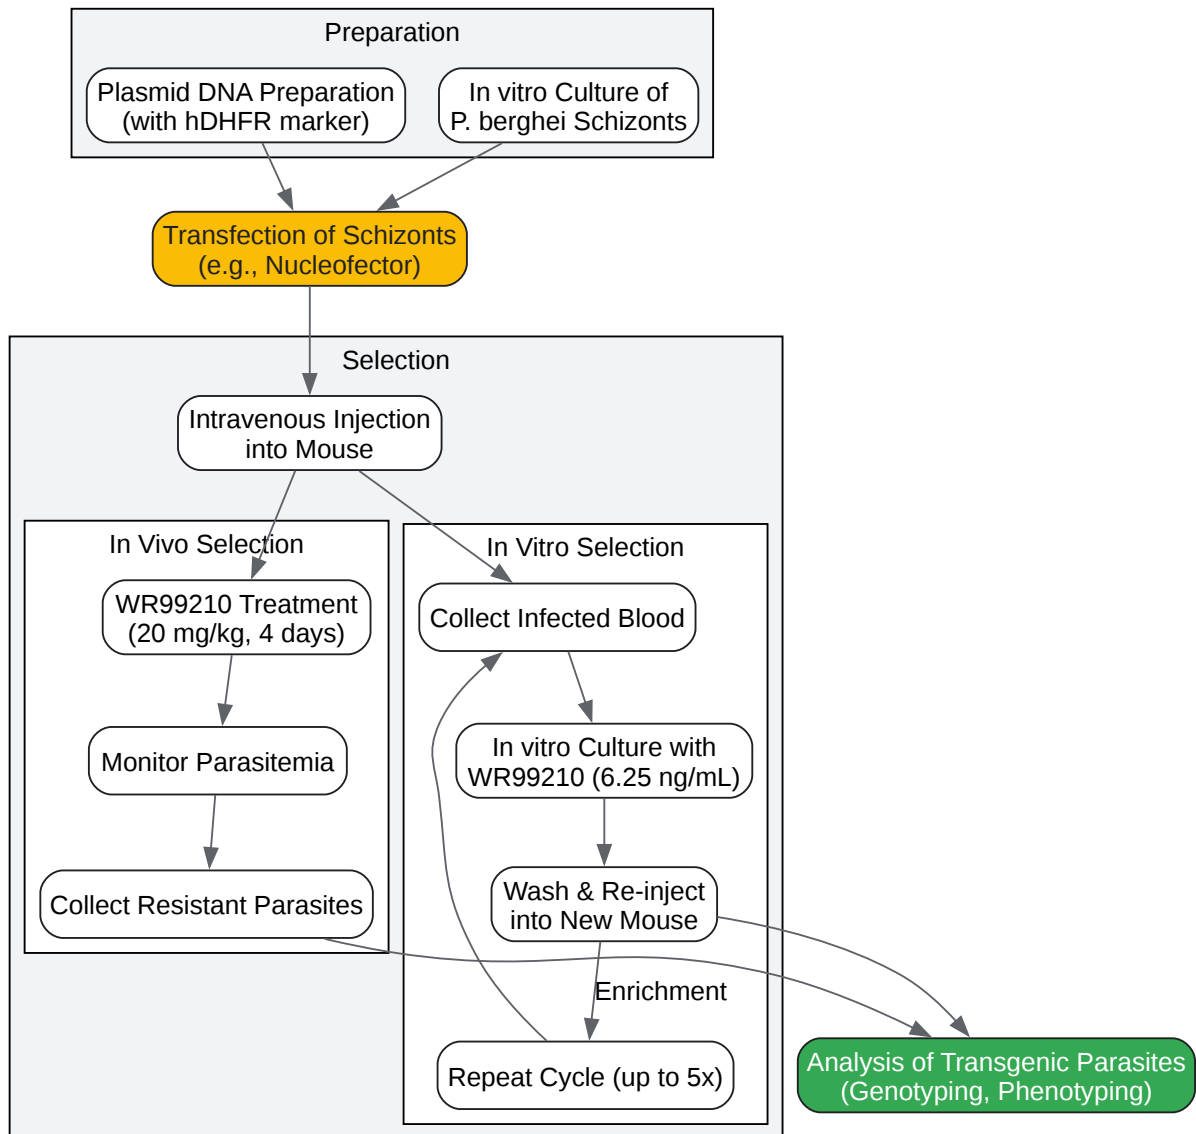 Preparation
Plasmid DNA Preparation
(with hDHFR marker)
In vitro Culture of
P. berghei Schizonts
Transfection of Schizonts
(e.g., Nucleofector)
Selection
Intravenous Injection
into Mouse
In Vivo Selection
WR99210 Treatment
(20 mg/kg, 4 days)
Monitor Parasitemia
Collect Resistant Parasites
In Vitro Selection
Collect Infected Blood
In vitro Culture with
WR99210 (6.25 ng/mL)
Wash & Re-inject
into New Mouse
Enrichment
Repeat Cycle (up to 5x)
Analysis of Transgenic Parasites
(Genotyping, Phenotyping)